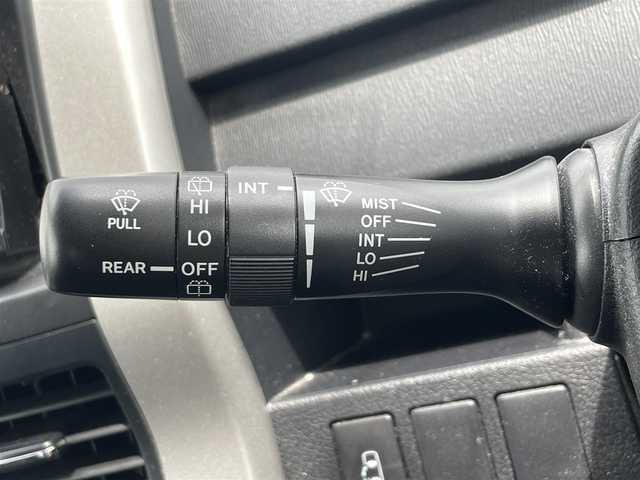 PULL
REAR
HI
LO
OFF
INT
MIST
OFF
INT
LO
HI